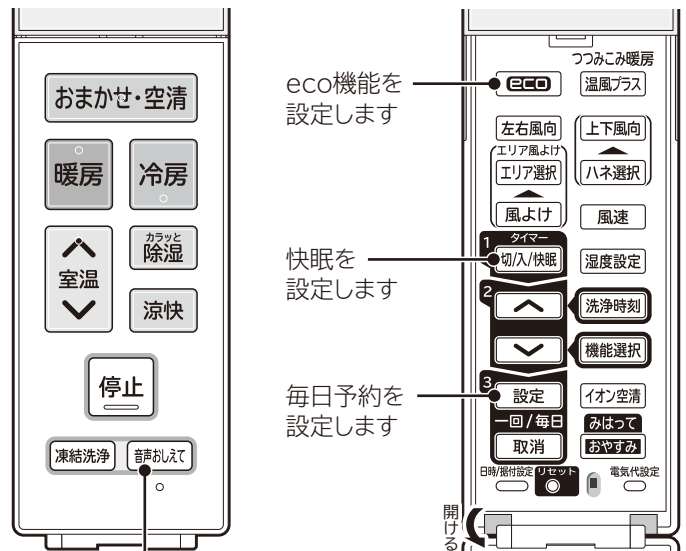 おまかせ・空清
暖房
冷房
室温
カラッと
除湿
涼快
停止
凍結洗浄
音声おしえて
eco機能を
設定します
快眠を
設定します
毎日予約を
設定します
つつみこみ暖房
eco
温風プラス
左右風向
上下風向
エリア風よけ
エリア選択
ハネ選択
風よけ
風速
1
タイマー
切/入/快眠
湿度設定
2
洗浄時刻
機能選択
3
設定
イオン空清
一回/毎日
みはって
取消
おやすみ
日時/据付設定
リセット
電気代設定
開ける